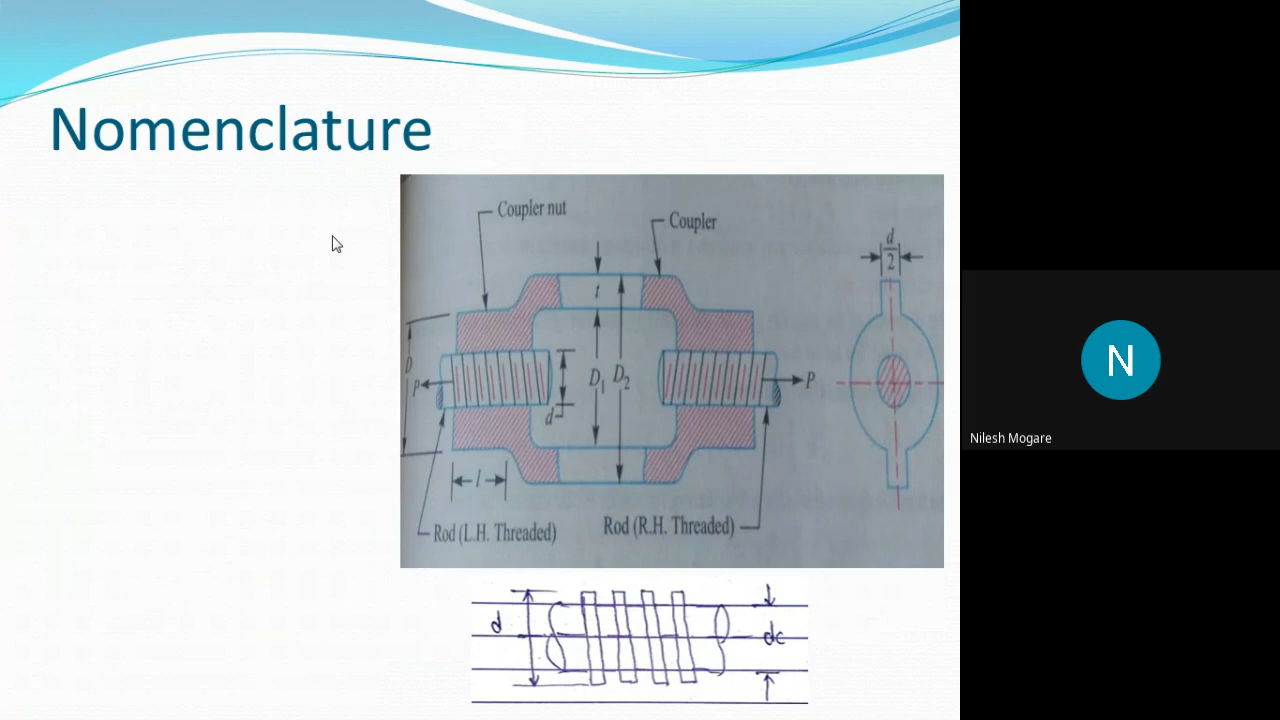 Nomenclature
Coupler nut
Coupler
d
2
t
D
P
D1 D2
P
d
l
Rod (L.H. Threaded)
Rod (R.H. Threaded)
d
dc
N
Nilesh Mogare